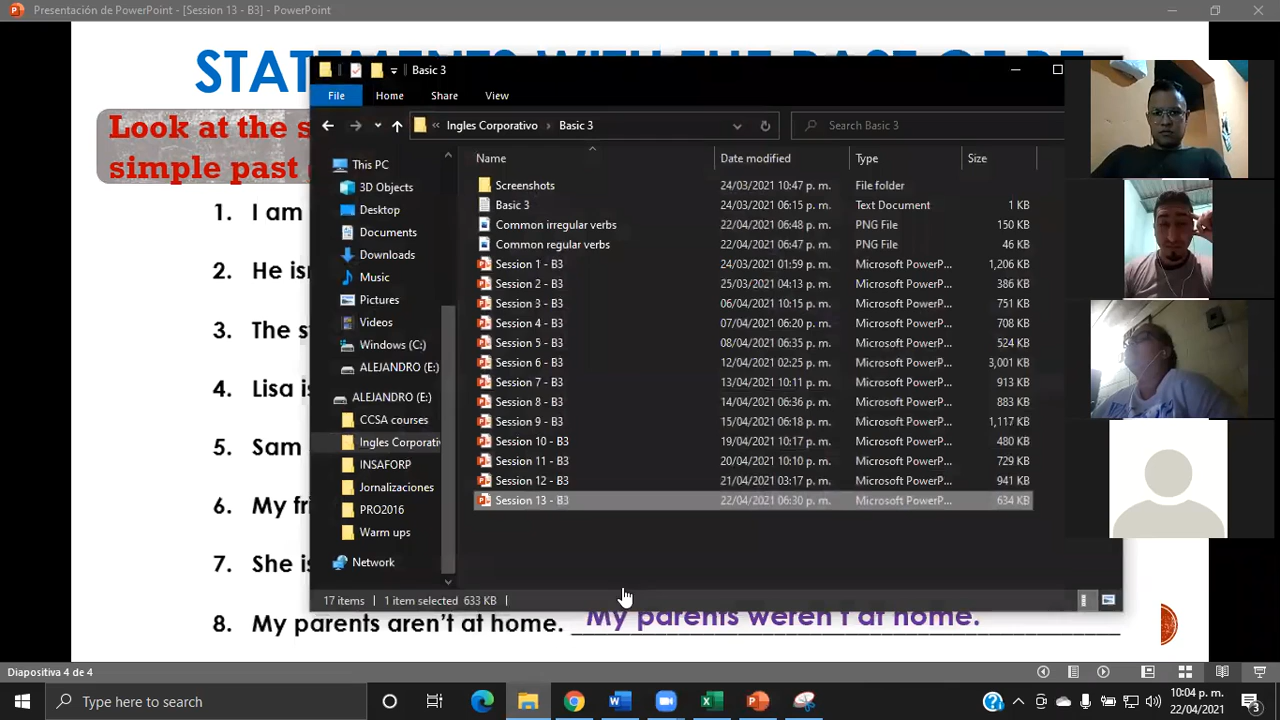 Presentación de PowerPoint - [Session 13 - B3] - PowerPoint
STATEMENTS WITH THE PAST OF BE
Basic 3
File Home Share View
Look at the s
simple past
« Ingles Corporativo › Basic 3
Search Basic 3
Name Date modified Type Size
This PC
3D Objects
Desktop
Documents
Downloads
Music
Pictures
Videos
Windows (C:)
ALEJANDRO (E:)
ALEJANDRO (E:)
CCSA courses
Ingles Corporativ
INSAFORP
Jornalizaciones
PRO2016
Warm ups
Network
Screenshots 24/03/2021 10:47 p. m. File folder
Basic 3 24/03/2021 06:15 p. m. Text Document 1 KB
Common irregular verbs 22/04/2021 06:48 p. m. PNG File 150 KB
Common regular verbs 22/04/2021 06:47 p. m. PNG File 46 KB
Session 1 - B3 24/03/2021 01:59 p. m. Microsoft PowerP... 1,206 KB
Session 2 - B3 25/03/2021 04:13 p. m. Microsoft PowerP... 386 KB
Session 3 - B3 06/04/2021 10:15 p. m. Microsoft PowerP... 751 KB
Session 4 - B3 07/04/2021 06:20 p. m. Microsoft PowerP... 708 KB
Session 5 - B3 08/04/2021 06:35 p. m. Microsoft PowerP... 524 KB
Session 6 - B3 12/04/2021 02:25 p. m. Microsoft PowerP... 3,001 KB
Session 7 - B3 13/04/2021 10:11 p. m. Microsoft PowerP... 913 KB
Session 8 - B3 14/04/2021 06:36 p. m. Microsoft PowerP... 883 KB
Session 9 - B3 15/04/2021 06:18 p. m. Microsoft PowerP... 1,117 KB
Session 10 - B3 19/04/2021 10:17 p. m. Microsoft PowerP... 480 KB
Session 11 - B3 20/04/2021 10:10 p. m. Microsoft PowerP... 729 KB
Session 12 - B3 21/04/2021 03:17 p. m. Microsoft PowerP... 941 KB
Session 13 - B3 22/04/2021 06:30 p. m. Microsoft PowerP... 634 KB
17 items 1 item selected 633 KB
1. I am
2. He isn
3. The s
4. Lisa is
5. Sam
6. My fri
7. She is
8. My parents aren't at home. My parents weren't at home.
Diapositiva 4 de 4
Type here to search
10:04 p. m.
22/04/2021
3